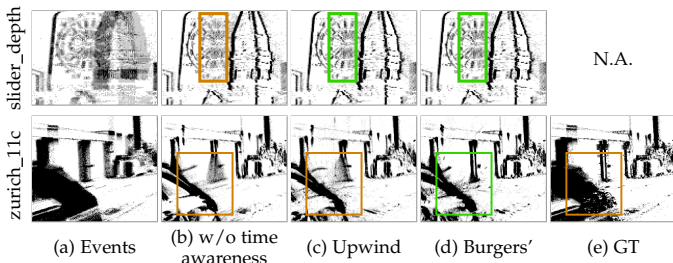 slider_depth
N.A.
zurich_11c
(a) Events
(b) w/o time
awareness
(c) Upwind
(d) Burgers’
(e) GT